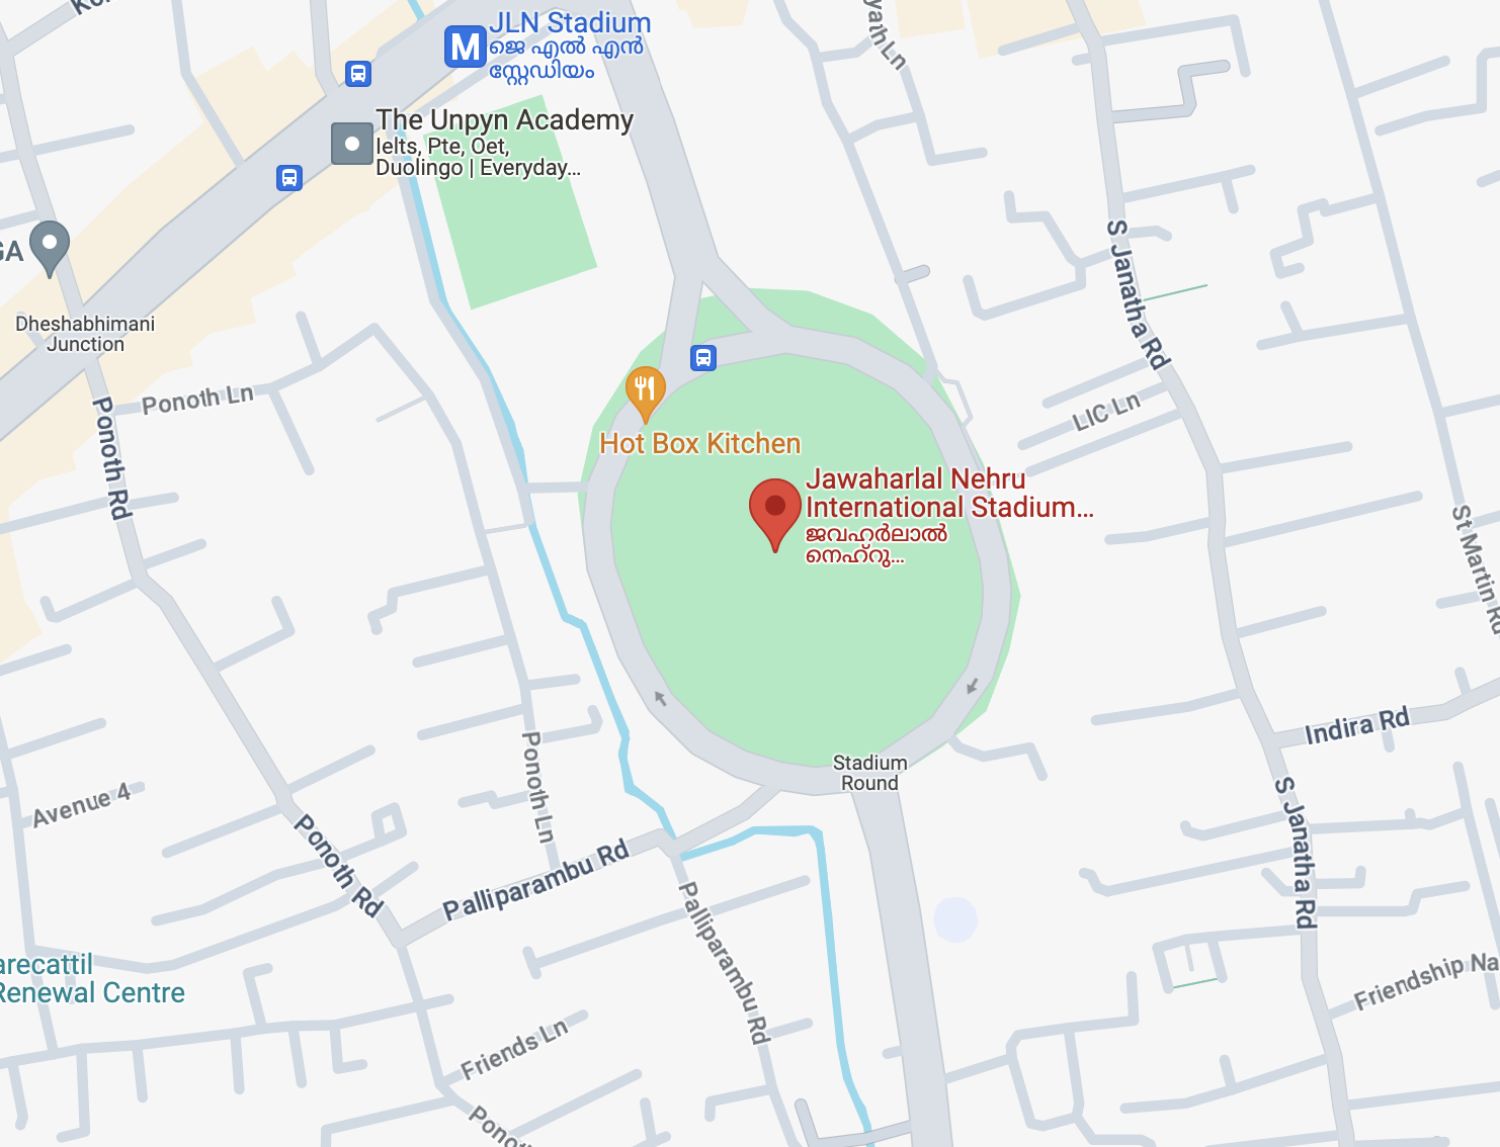 JLN Stadium
ജെ എൽ എൻ
സ്റ്റേഡിയം
M
The Unpyn Academy
Ielts, Pte, Oet,
Duolingo | Everyday...
GA
Dheshabhimani
Junction
Ponoth Ln
Ponoth Rd
S Janatha Rd
LIC Ln
Hot Box Kitchen
Jawaharlal Nehru
International Stadium...
ജവഹർലാൽ
നെഹ്റു...
St Martin Rd
Indira Rd
Stadium
Round
Ponoth Ln
Avenue 4
Ponoth Rd
Palliparambu Rd
S Janatha Rd
Palliparambu Rd
arecattil
Renewal Centre
Friendship Na
Friends Ln
Pono